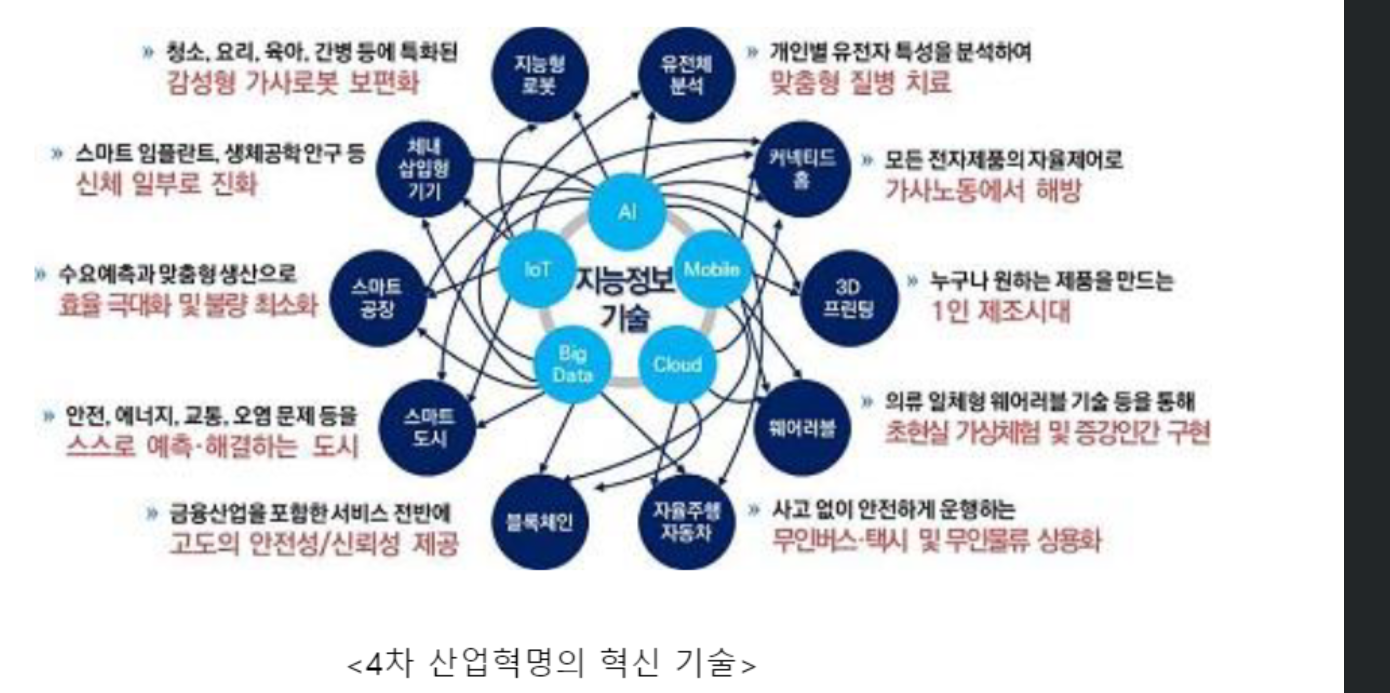 » 청소, 요리, 육아, 간병 등에 특화된
감성형 가사로봇 보편화
지능형
로봇
유전체
분석
» 개인별 유전자 특성을 분석하여
맞춤형 질병 치료
» 스마트 임플란트, 생체공학 안구 등
신체 일부로 진화
체내
삽입형
기기
커넥티드
홈
» 모든 전자제품의 자율제어로
가사노동에서 해방
AI
IoT
Mobile
지능정보
기술
Big
Data
Cloud
» 수요예측과 맞춤형 생산으로
효율 극대화 및 불량 최소화
스마트
공장
3D
프린팅
» 누구나 원하는 제품을 만드는
1인 제조시대
» 안전, 에너지, 교통, 오염 문제 등을
스스로 예측·해결하는 도시
스마트
도시
웨어러블
» 의류 일체형 웨어러블 기술 등을 통해
초현실 가상체험 및 증강인간 구현
» 금융산업을 포함한 서비스 전반에
고도의 안전성/신뢰성 제공
블록체인
자율주행
자동차
» 사고 없이 안전하게 운행하는
무인버스·택시 및 무인물류 상용화
<4차 산업혁명의 혁신 기술>